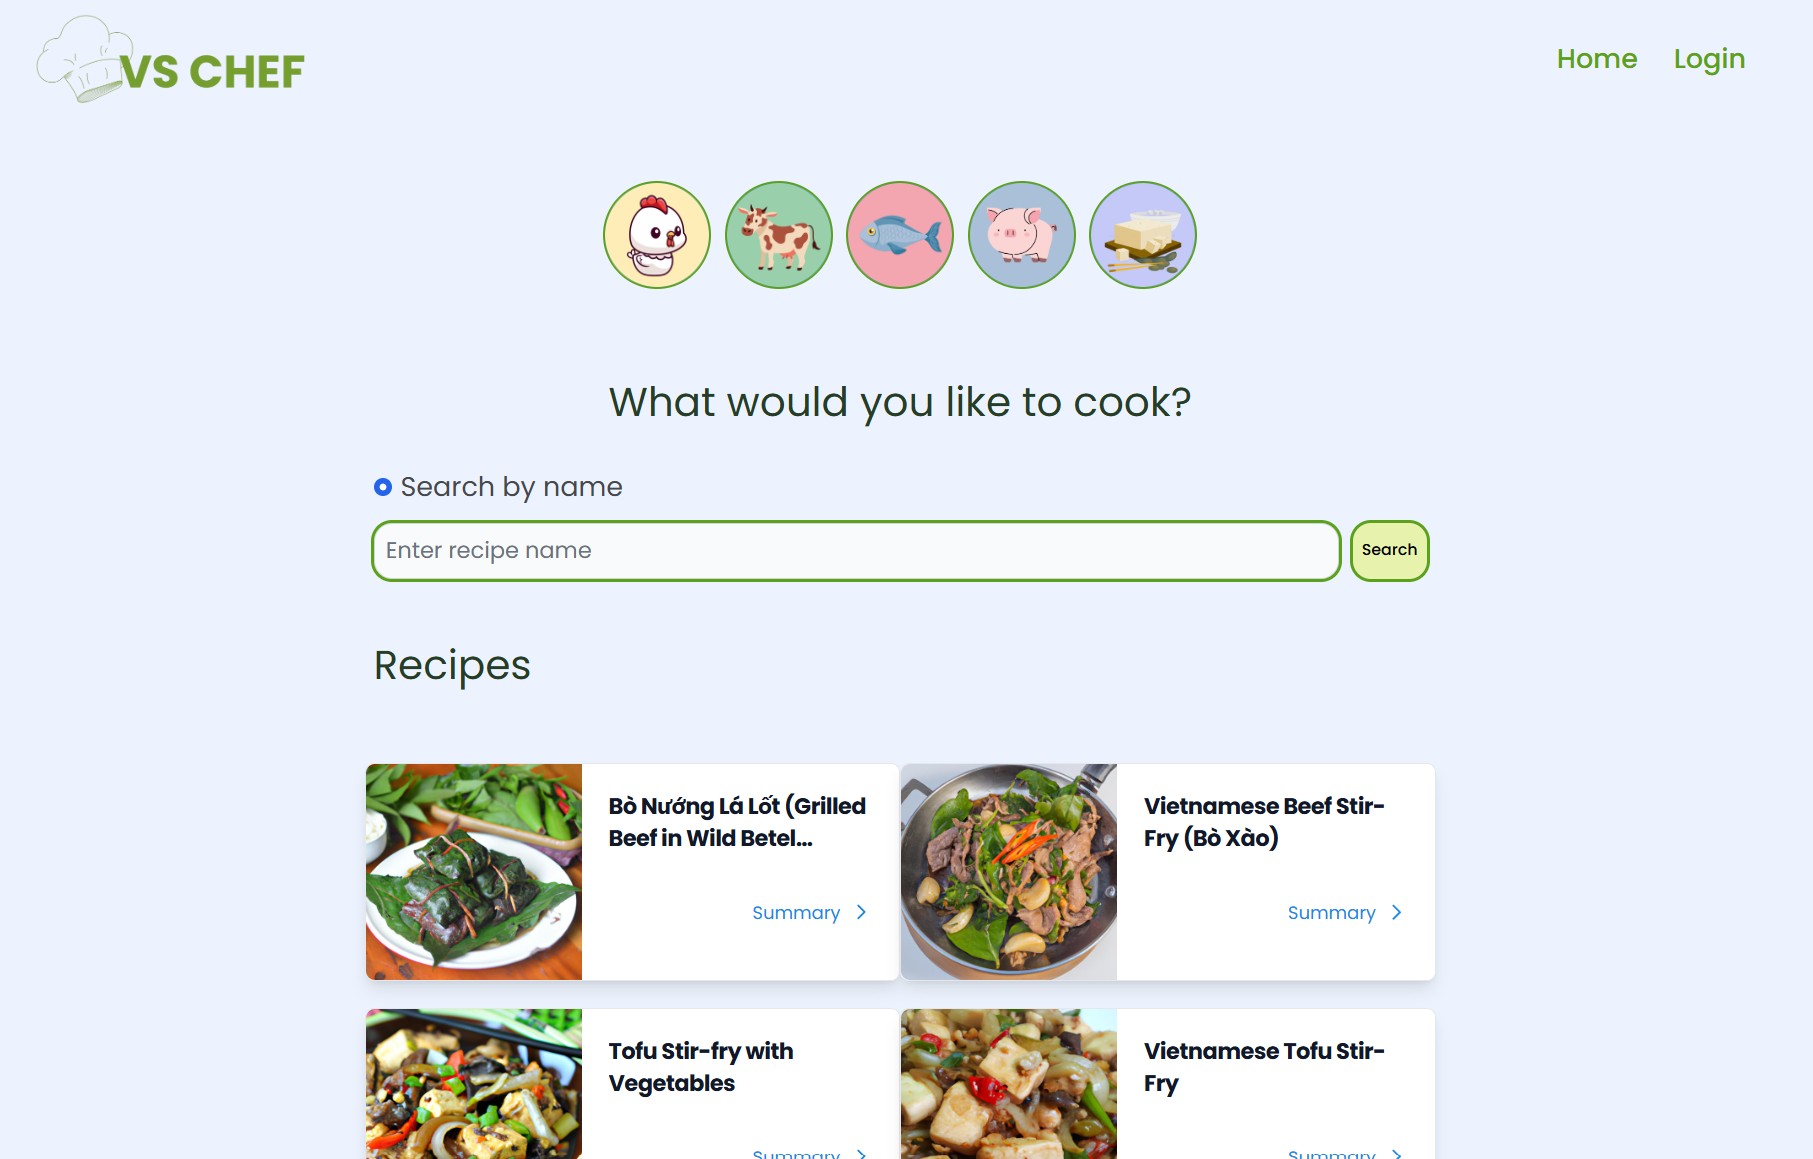 VS CHEF
Home
Login
What would you like to cook?
Search by name
Enter recipe name
Search
Recipes
Bò Nướng Lá Lốt (Grilled
Beef in Wild Betel...
Summary
Vietnamese Beef Stir-
Fry (Bò Xào)
Summary
Tofu Stir-fry with
Vegetables
Summary
Vietnamese Tofu Stir-
Fry
Summary